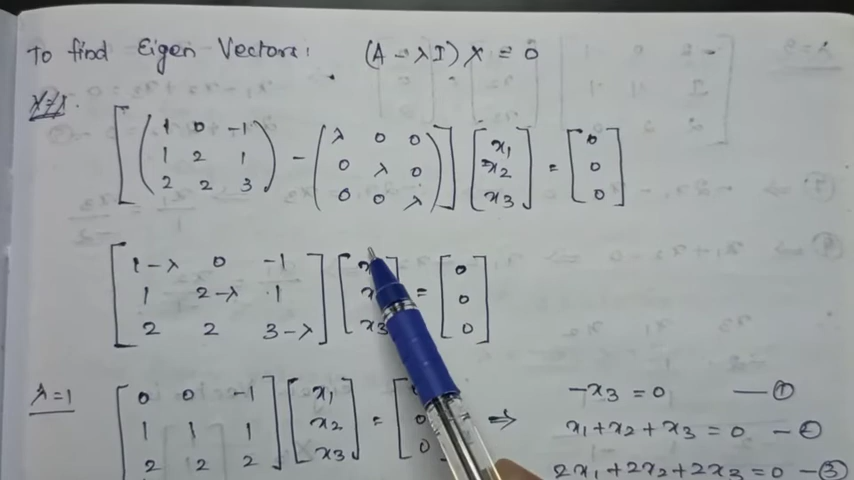 To find Eigen Vectors: (A - λI) X = 0
[(1 0 -1
1 2 1
2 2 3) - (λ 0 0
0 λ 0
0 0 λ)] [x₁
x₂
x₃] = [0
0
0]
[1-λ 0 -1
1 2-λ 1
2 2 3-λ] [
x₃] = [0
0
0]
λ=1 [0 0 -1
1 1 1
2 2 2] [x₁
x₂
x₃] = [
0
0] ⇒
-x₃ = 0 — ①
x₁+x₂+x₃ = 0 — ②
2x₁+2x₂+2x₃ = 0 — ③